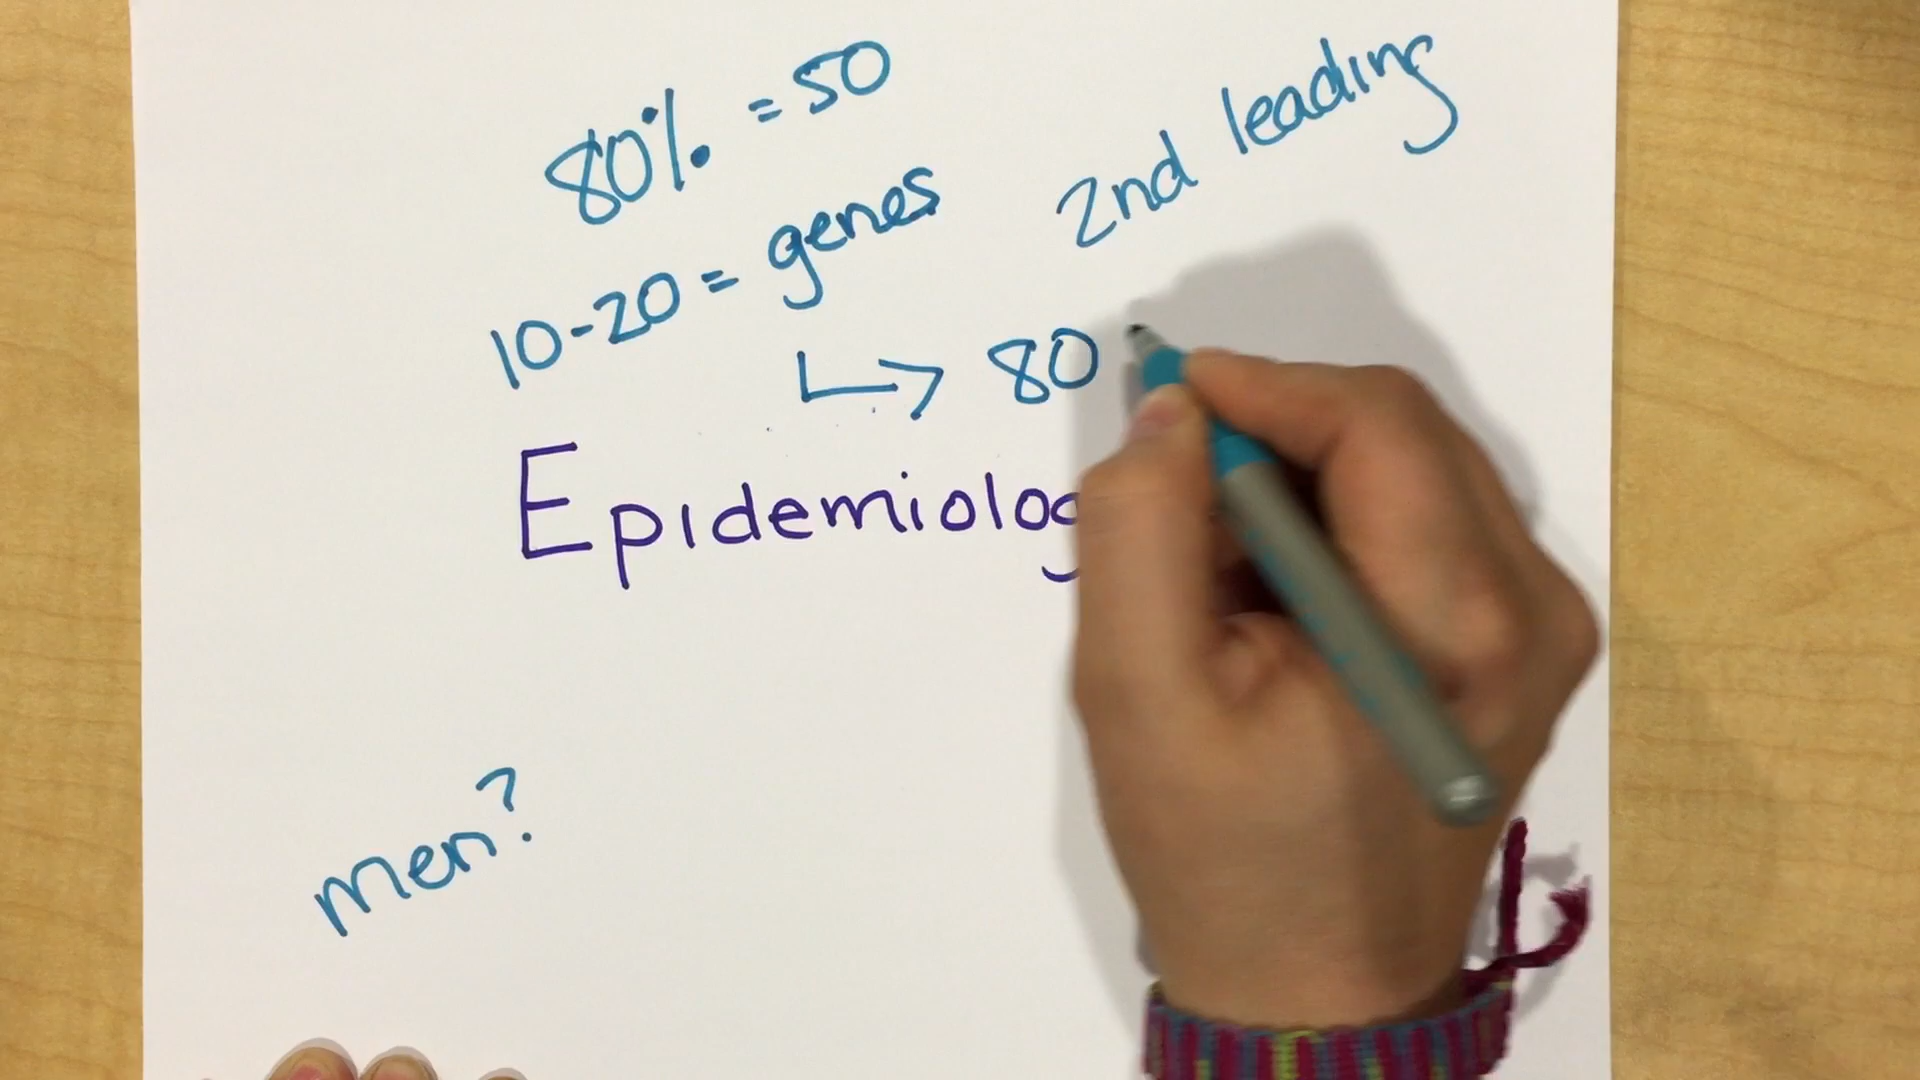 80% = 50
2nd leading
10-20 = genes
↳ 80
Epidemiolog
men?